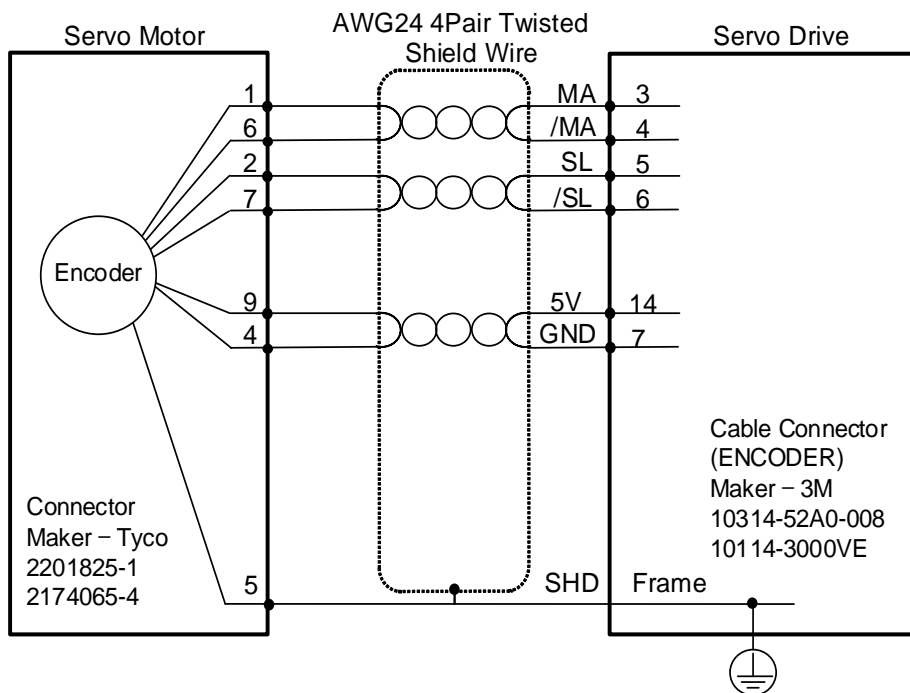 Servo Motor
AWG24 4Pair Twisted
Shield Wire
Servo Drive
1 MA 3
6 /MA 4
2 SL 5
7 /SL 6
Encoder
9 5V 14
4 GND 7
Connector
Maker – Tyco
2201825-1
2174065-4
Cable Connector
(ENCODER)
Maker – 3M
10314-52A0-008
10114-3000VE
5 SHD Frame